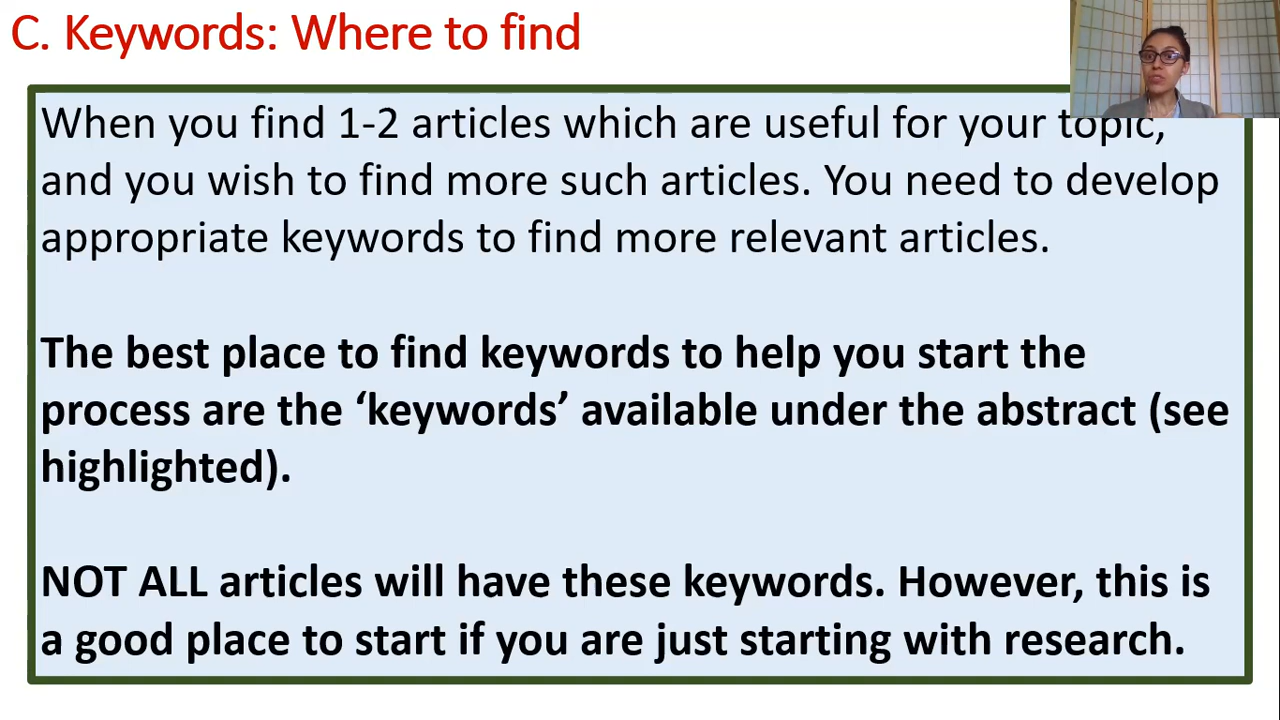 C. Keywords: Where to find
When you find 1-2 articles which are useful for your topic,
and you wish to find more such articles. You need to develop
appropriate keywords to find more relevant articles.
The best place to find keywords to help you start the
process are the ‘keywords’ available under the abstract (see
highlighted).
NOT ALL articles will have these keywords. However, this is
a good place to start if you are just starting with research.